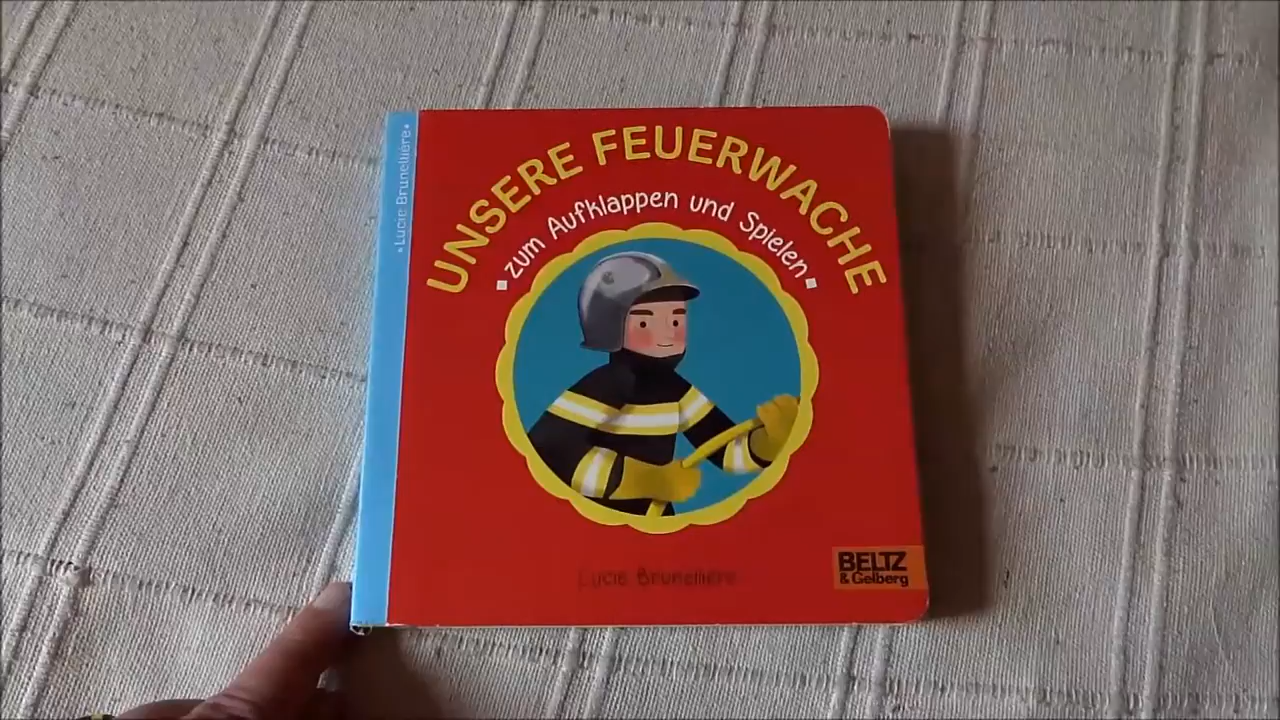 UNSERE FEUERWACHE
zum Aufklappen und Spielen
Lucie Brunellière
BELTZ
& Gelberg
Lucie Brunellière